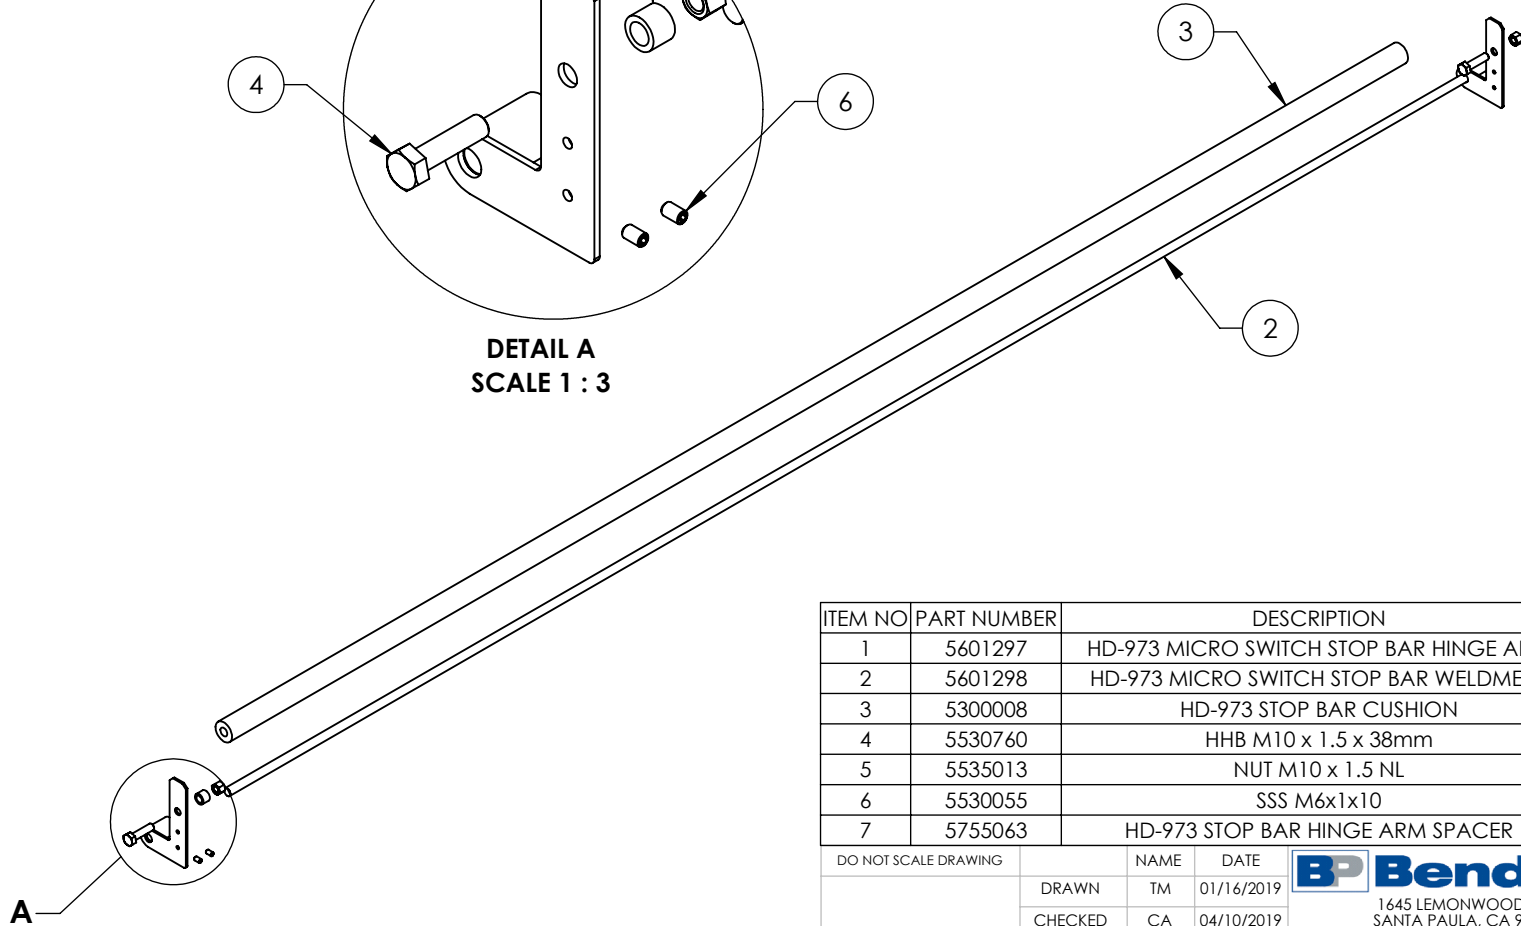 3
4
6
2
DETAIL A
SCALE 1 : 3
A
ITEM NO PART NUMBER DESCRIPTION
1 5601297 HD-973 MICRO SWITCH STOP BAR HINGE
2 5601298 HD-973 MICRO SWITCH STOP BAR
3 5300008 HD-973 STOP BAR CUSHION
4 5530760 HHB M10 x 1.5 x 38mm
5 5535013 NUT M10 x 1.5 NL
6 5530055 SSS M6x1x10
7 5755063 HD-973 STOP BAR HINGE ARM SPACER
DO NOT SCALE DRAWING NAME DATE
DRAWN TM 01/16/2019
CHECKED CA 04/10/2019
BP
1645 LEMONWOOD
SANTA PAULA, CA